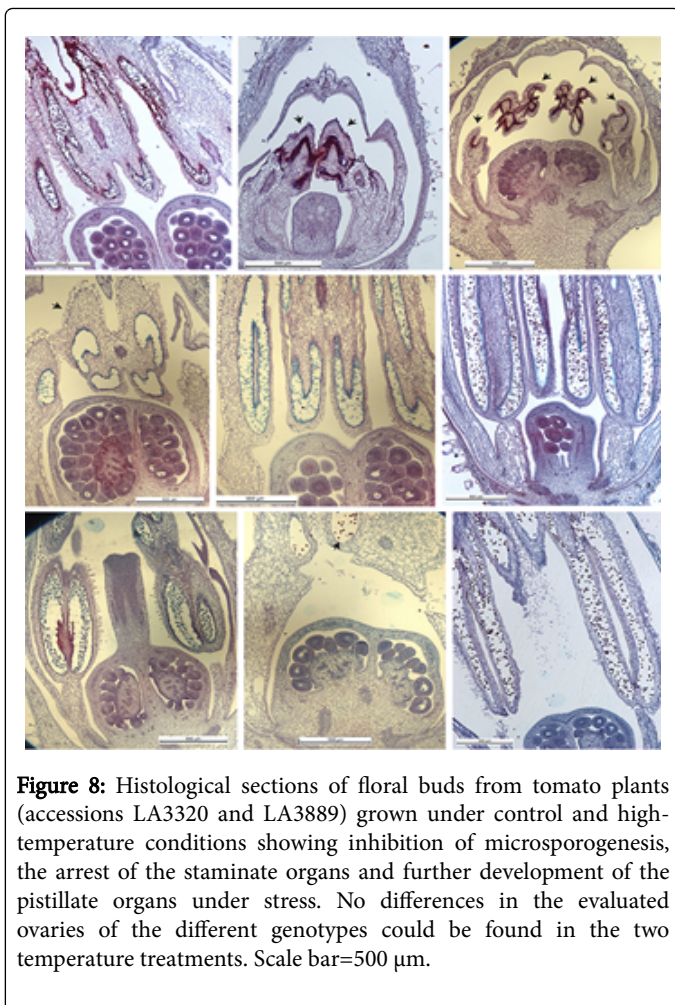 Figure 8: Histological sections of floral buds from tomato plants
(accessions LA3320 and LA3889) grown under control and high-
temperature conditions showing inhibition of microsporogenesis,
the arrest of the staminate organs and further development of the
pistillate organs under stress. No differences in the evaluated
ovaries of the different genotypes could be found in the two
temperature treatments. Scale bar=500 μm.